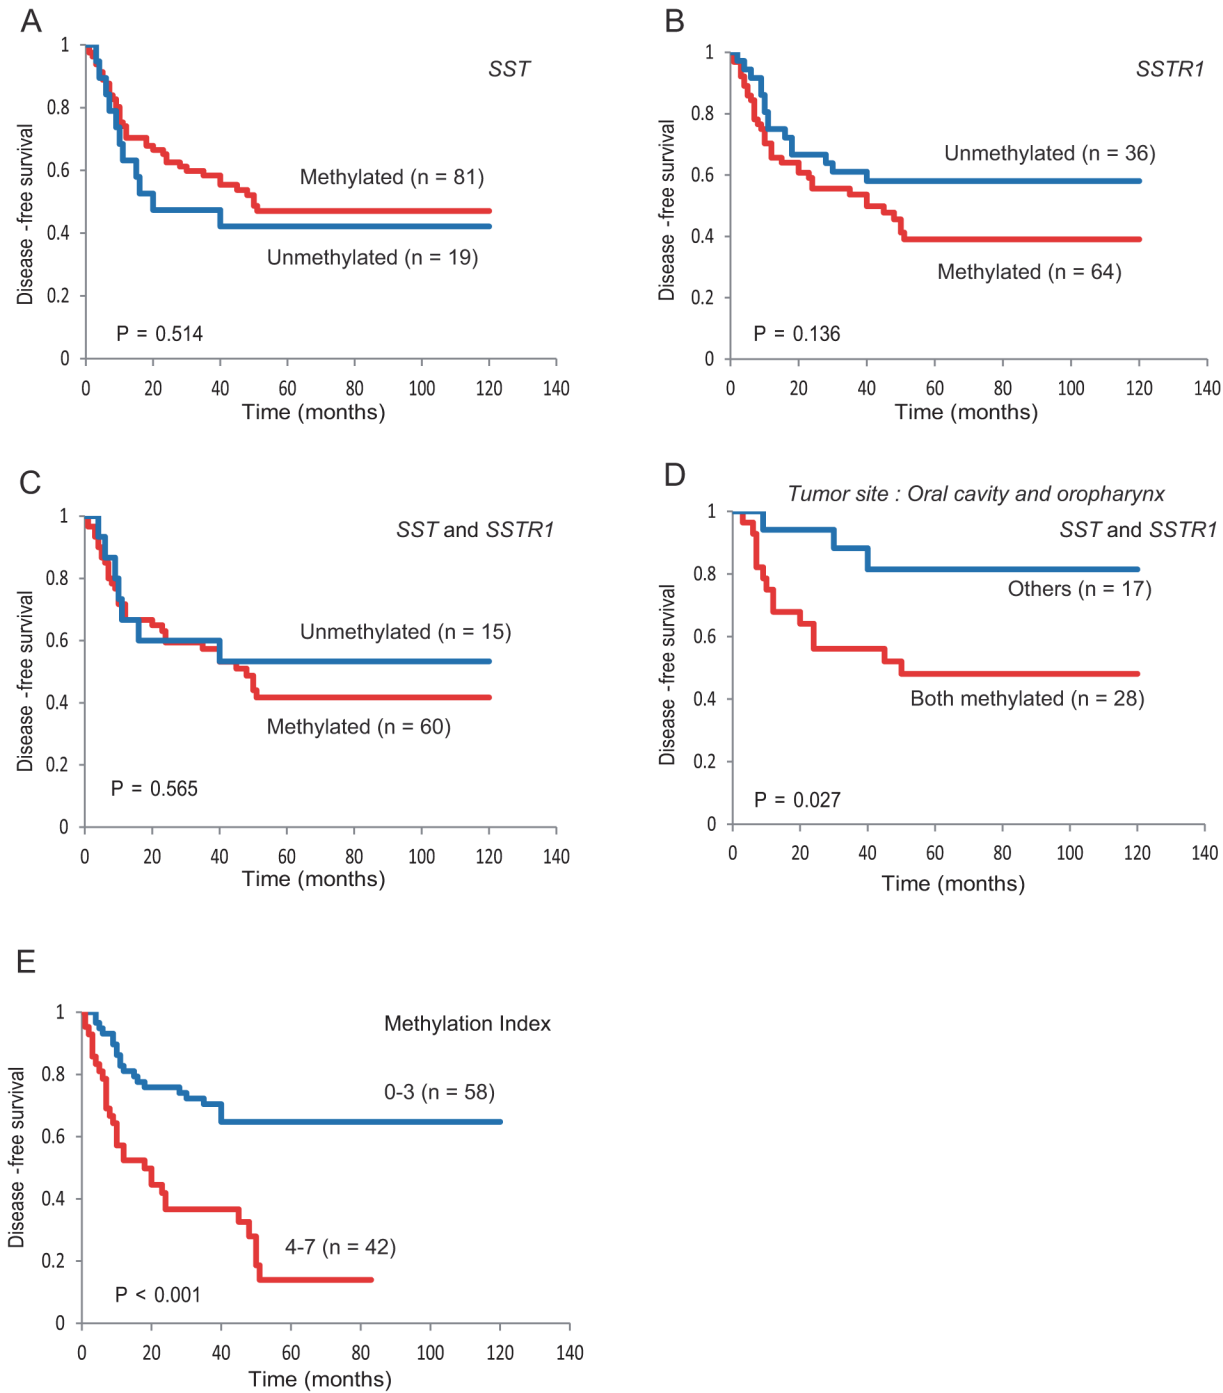 A
SST
Disease -free survival
1
0.8
0.6
0.4
0.2
0
Methylated (n = 81)
Unmethylated (n = 19)
P = 0.514
0 20 40 60 80 100 120 140
Time (months)
B
SSTR1
Disease -free survival
1
0.8
0.6
0.4
0.2
0
Unmethylated (n = 36)
Methylated (n = 64)
P = 0.136
0 20 40 60 80 100 120 140
Time (months)
C
SST and SSTR1
Disease -free survival
1
0.8
0.6
0.4
0.2
0
Unmethylated (n = 15)
Methylated (n = 60)
P = 0.565
0 20 40 60 80 100 120 140
Time (months)
D
Tumor site : Oral cavity and oropharynx
SST and SSTR1
Disease -free survival
1
0.8
0.6
0.4
0.2
0
Others (n = 17)
Both methylated (n = 28)
P = 0.027
0 20 40 60 80 100 120 140
Time (months)
E
Methylation Index
Disease -free survival
1
0.8
0.6
0.4
0.2
0
0-3 (n = 58)
4-7 (n = 42)
P < 0.001
0 20 40 60 80 100 120 140
Time (months)